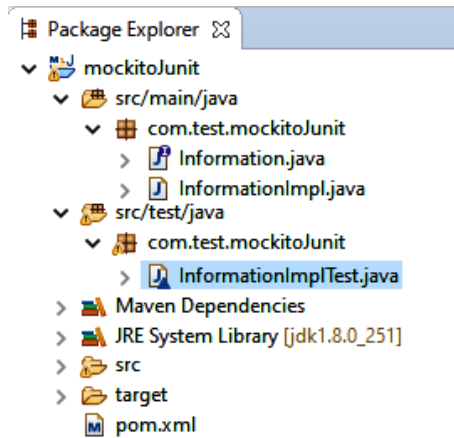 Package Explorer
mockitoJunit
src/main/java
com.test.mockitoJunit
Information.java
InformationImpl.java
src/test/java
com.test.mockitoJunit
InformationImplTest.java
Maven Dependencies
JRE System Library [jdk1.8.0_251]
src
target
pom.xml